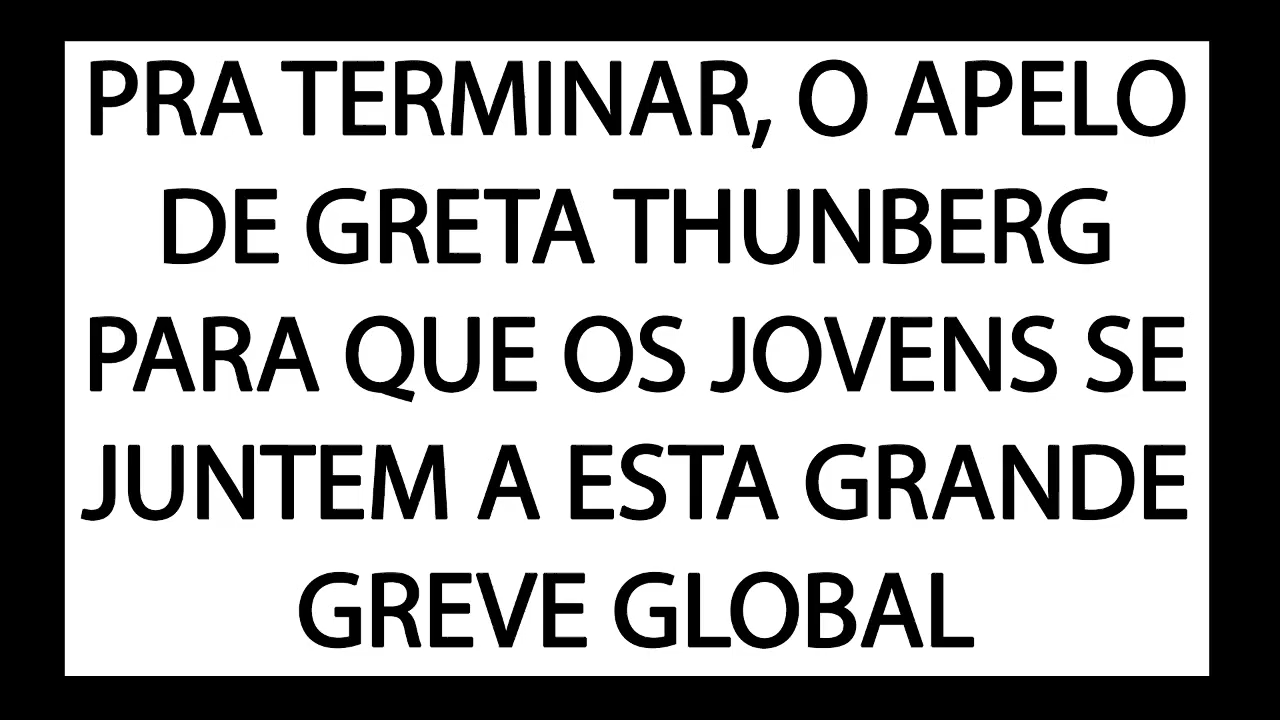 PRA TERMINAR, O APELO
DE GRETA THUNBERG
PARA QUE OS JOVENS SE
JUNTEM A ESTA GRANDE
GREVE GLOBAL